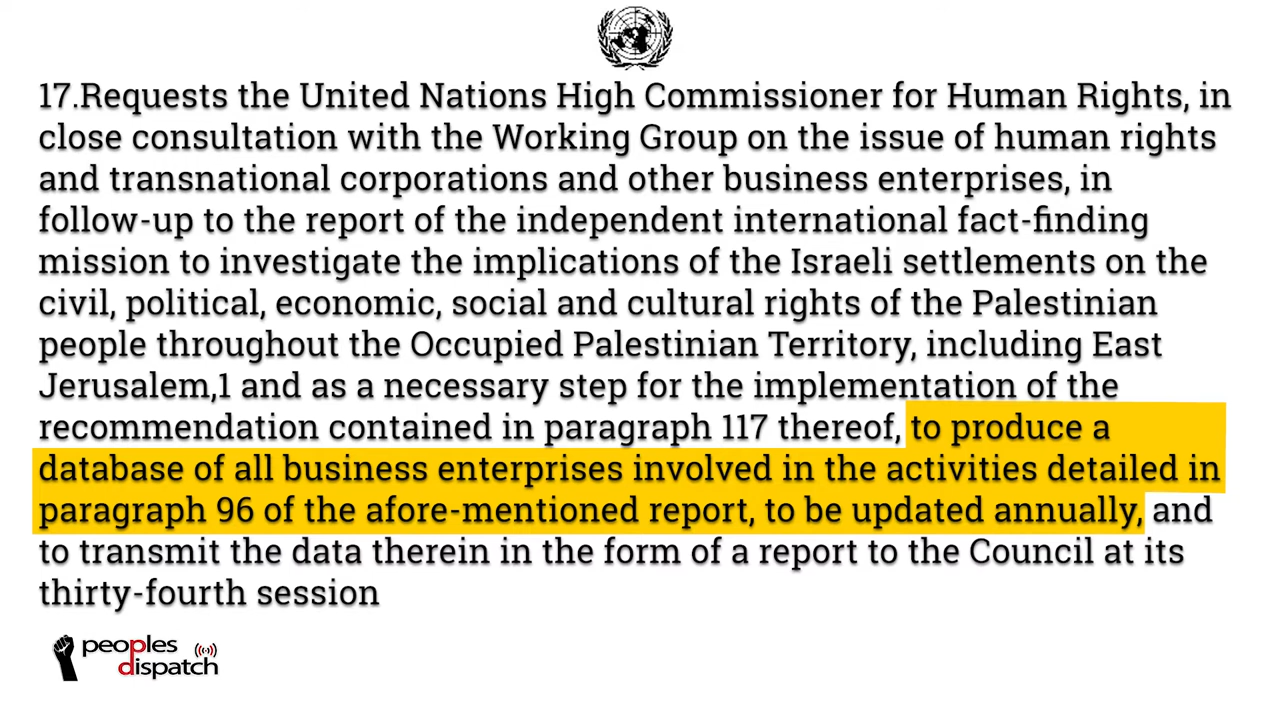 17.Requests the United Nations High Commissioner for Human Rights, in
close consultation with the Working Group on the issue of human rights
and transnational corporations and other business enterprises, in
follow-up to the report of the independent international fact-finding
mission to investigate the implications of the Israeli settlements on the
civil, political, economic, social and cultural rights of the Palestinian
people throughout the Occupied Palestinian Territory, including East
Jerusalem,1 and as a necessary step for the implementation of the
recommendation contained in paragraph 117 thereof, to produce a
database of all business enterprises involved in the activities detailed in
paragraph 96 of the afore-mentioned report, to be updated annually, and
to transmit the data therein in the form of a report to the Council at its
thirty-fourth session
peoples
dispatch